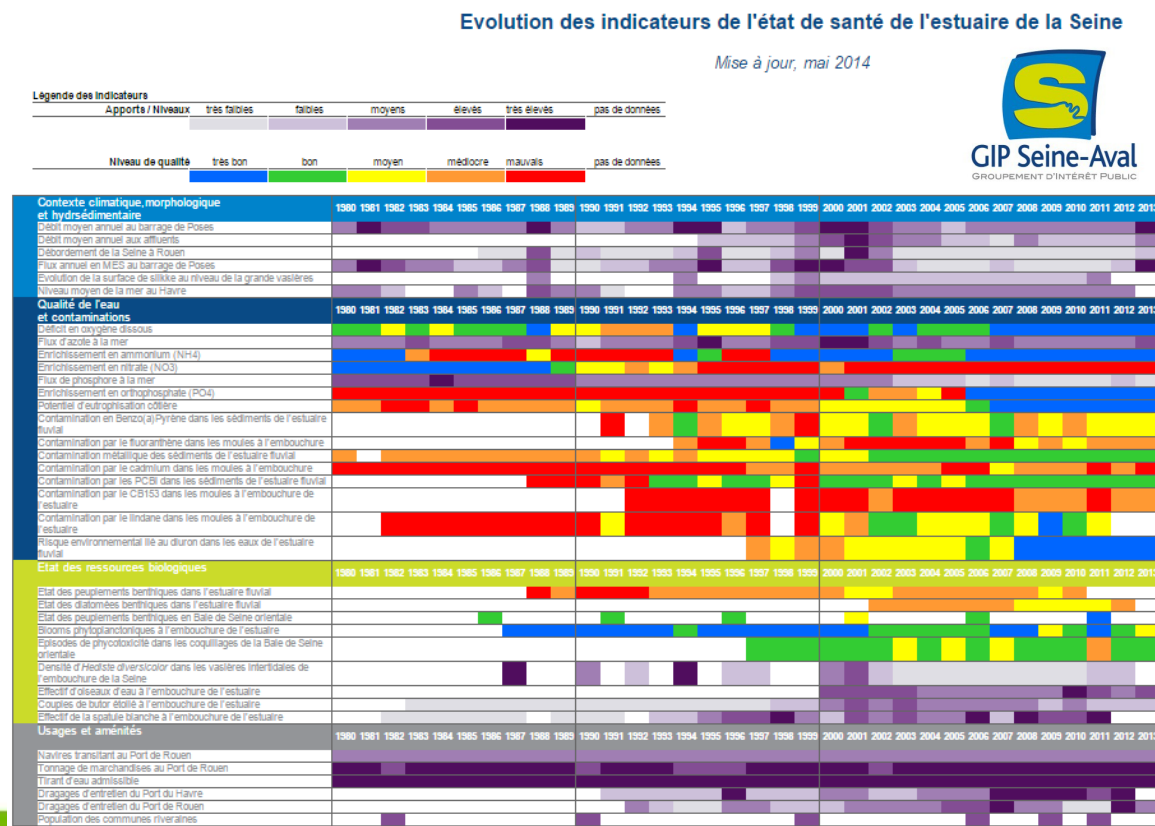 Evolution des indicateurs de l'état de santé de l'estuaire de la Seine
Mise à jour, mai 2014
GIP Seine-Aval
GROUPEMENT D'INTÉRÊT PUBLIC
Légende des indicateurs
Apports / Niveaux très faibles faibles moyens élevés très élevés pas de données
Niveau de qualité très bon bon moyen médiocre mauvais pas de données
Contexte climatique, morphologique
et hydrsédimentaire
1980 1981 1982 1983 1984 1985 1986 1987 1988 1989 1990 1991 1992 1993 1994 1995 1996 1997 1998 1999 2000 2001 2002 2003 2004 2005 2006 2007 2008 2009 2010 2011 2012 2013
Débit moyen annuel au barrage de Poses
Débit moyen annuel aux affluents
Débordement de la Seine à Rouen
Flux annuel en MES au barrage de Poses
Evolution de la surface de slikke au niveau de la grande vasières
Niveau moyen de la mer au Havre
Qualité de l'eau
et contaminations
1980 1981 1982 1983 1984 1985 1986 1987 1988 1989 1990 1991 1992 1993 1994 1995 1996 1997 1998 1999 2000 2001 2002 2003 2004 2005 2006 2007 2008 2009 2010 2011 2012 2013
Déficit en oxygène dissous
Flux d'azote à la mer
Enrichissement en ammonium (NH4)
Enrichissement en nitrate (NO3)
Flux de phosphore à la mer
Enrichissement en orthophosphate (PO4)
Potentiel d'eutrophisation côtière
Contamination en Benzo(a)Pyrène dans les sédiments de l'estuaire
fluvial
Contamination par le fluoranthène dans les moules à l'embouchure
Contamination métallique des sédiments de l'estuaire fluvial
Contamination par le cadmium dans les moules à l'embouchure
Contamination par les PCBi dans les sédiments de l'estuaire fluvial
Contamination par le CB153 dans les moules à l'embouchure de
l'estuaire
Contamination par le lindane dans les moules à l'embouchure de
l'estuaire
Risque environnemental lié au diuron dans les eaux de l'estuaire
fluvial
Etat des ressources biologiques
1980 1981 1982 1983 1984 1985 1986 1987 1988 1989 1990 1991 1992 1993 1994 1995 1996 1997 1998 1999 2000 2001 2002 2003 2004 2005 2006 2007 2008 2009 2010 2011 2012 2013
Etat des peuplements benthiques dans l'estuaire fluvial
Etat des diatomées benthiques dans l'estuaire fluvial
Etat des peuplements benthiques en Baie de Seine orientale
Blooms phytoplanctoniques à l'embouchure de l'estuaire
Episodes de phycotoxicité dans les coquillages de la Baie de Seine
orientale
Densité d'Hediste diversicolor dans les vasières intertidales de
l'embouchure de la Seine
Effectif d'oiseaux d'eau à l'embouchure de l'estuaire
Couples de butor étoilé à l'embouchure de l'estuaire
Effectif de la spatule blanche à l'embouchure de l'estuaire
Usages et aménités
1980 1981 1982 1983 1984 1985 1986 1987 1988 1989 1990 1991 1992 1993 1994 1995 1996 1997 1998 1999 2000 2001 2002 2003 2004 2005 2006 2007 2008 2009 2010 2011 2012 2013
Navires transitant au Port de Rouen
Tonnage de marchandises au Port de Rouen
Tirant d'eau admissible
Dragages d'entretien du Port du Havre
Dragages d'entretien du Port de Rouen
Population des communes riveraines